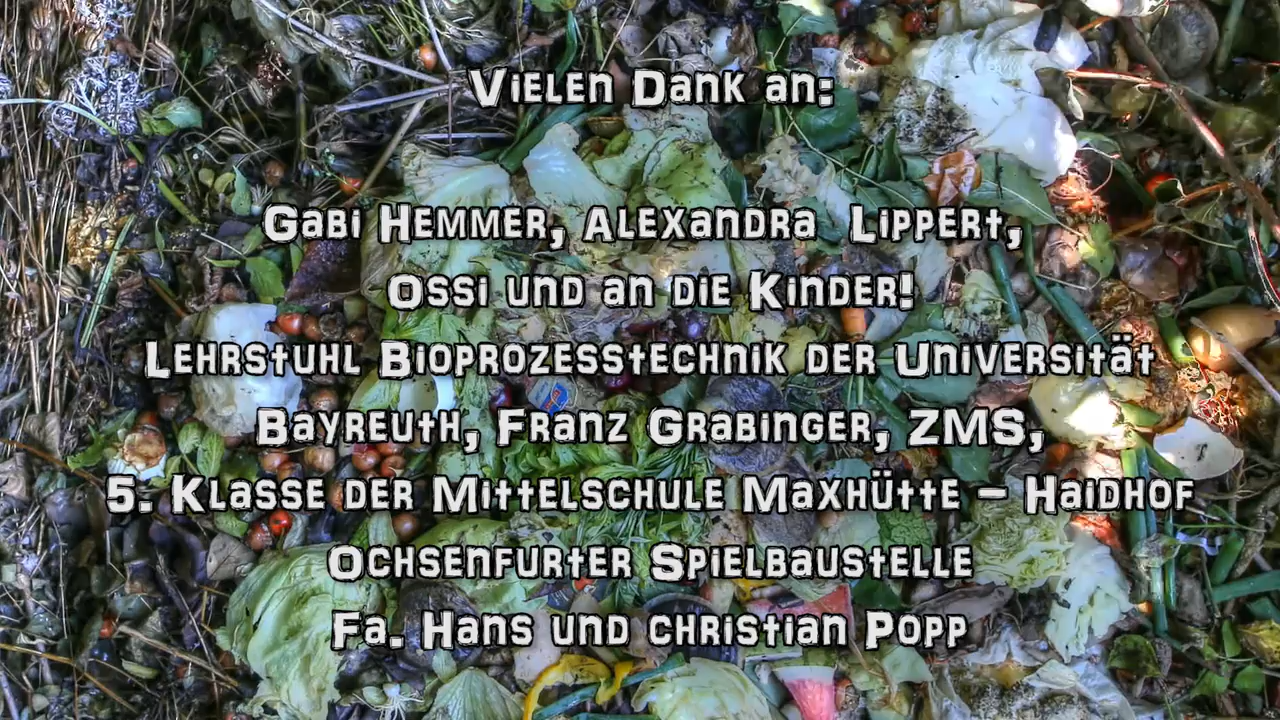 Vielen Dank an:
Gabi Hemmer, Alexandra Lippert,
Ossi und an die Kinder!
Lehrstuhl Bioprozesstechnik der Universität
Bayreuth, Franz Grabinger, ZMS,
5. Klasse der Mittelschule Maxhütte – Haidhof
Ochsenfurter Spielbaustelle
Fa. Hans und christian Popp